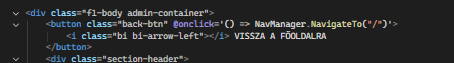 <div class="f1-body admin-container">
<button class="back-btn" @onclick='() => NavManager.NavigateTo("/")'>
<i class="bi bi-arrow-left"></i> VISSZA A FŐOLDALRA
</button>
<div class="section-header">